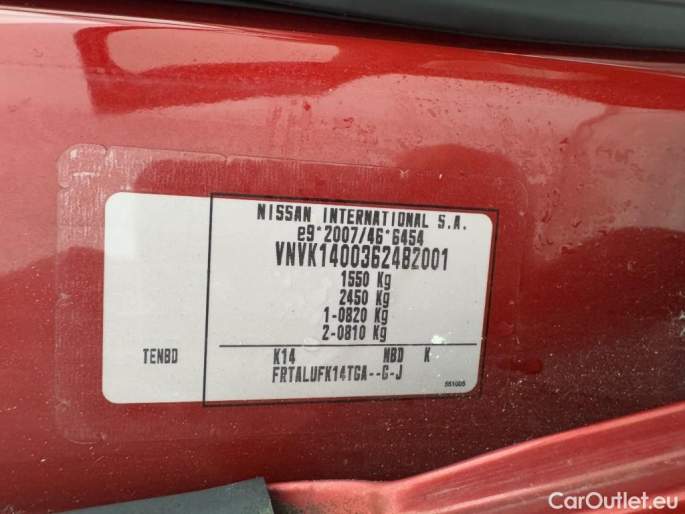 NISSAN INTERNATIONAL S.A.
e9*2007/46*6454
VNVK1400362482001
1550 Kg
2450 Kg
1-0820 Kg
2-0810 Kg
TENBD K14 NBD K
FRTALUFK14TGA--G-J
551005
CarOutlet.eu